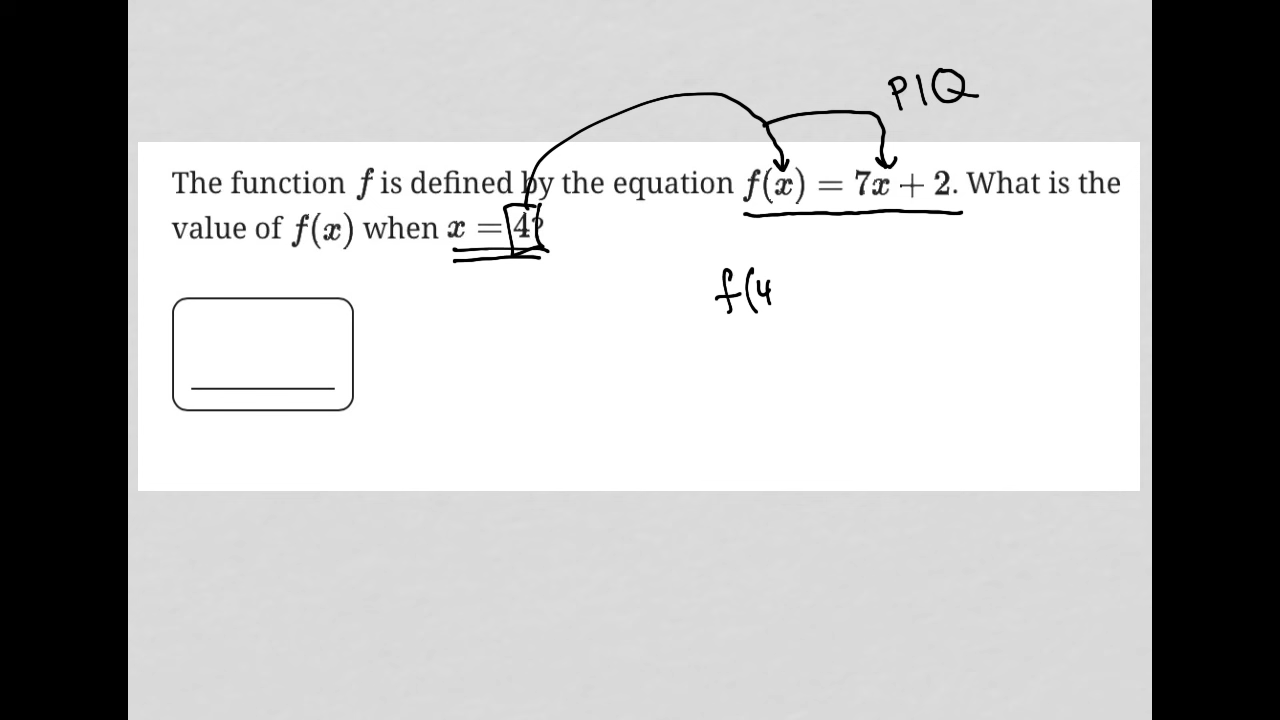 PIQ
The function f is defined by the equation f(x) = 7x + 2. What is the
value of f(x) when x = 4?
f(4